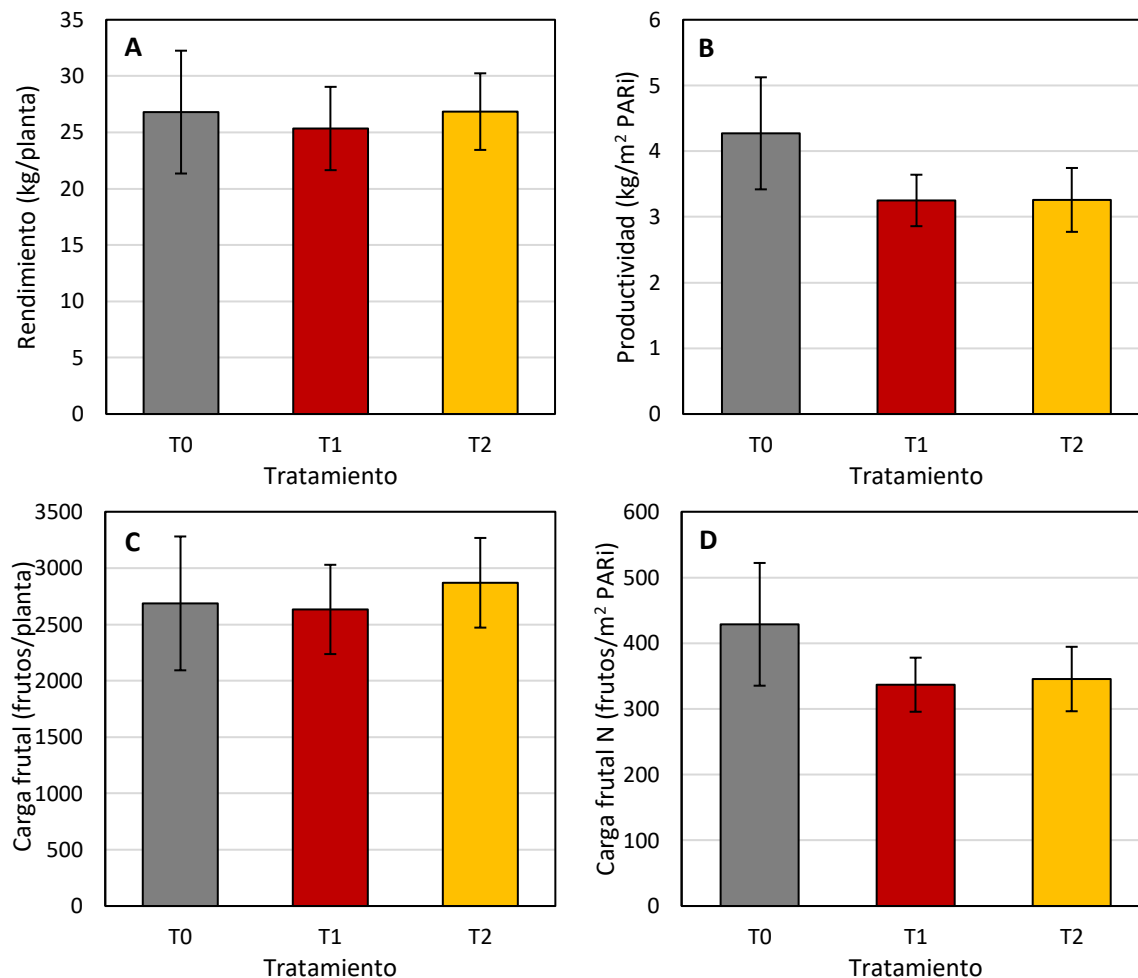 A
Rendimiento (kg/planta)
35
30
25
20
15
10
5
0
T0 T1 T2
Tratamiento
B
Productividad (kg/m² PARi)
6
5
4
3
2
1
0
T0 T1 T2
Tratamiento
C
Carga frutal (frutos/planta)
3500
3000
2500
2000
1500
1000
500
0
T0 T1 T2
Tratamiento
D
Carga frutal N (frutos/m² PARi)
600
500
400
300
200
100
0
T0 T1 T2
Tratamiento